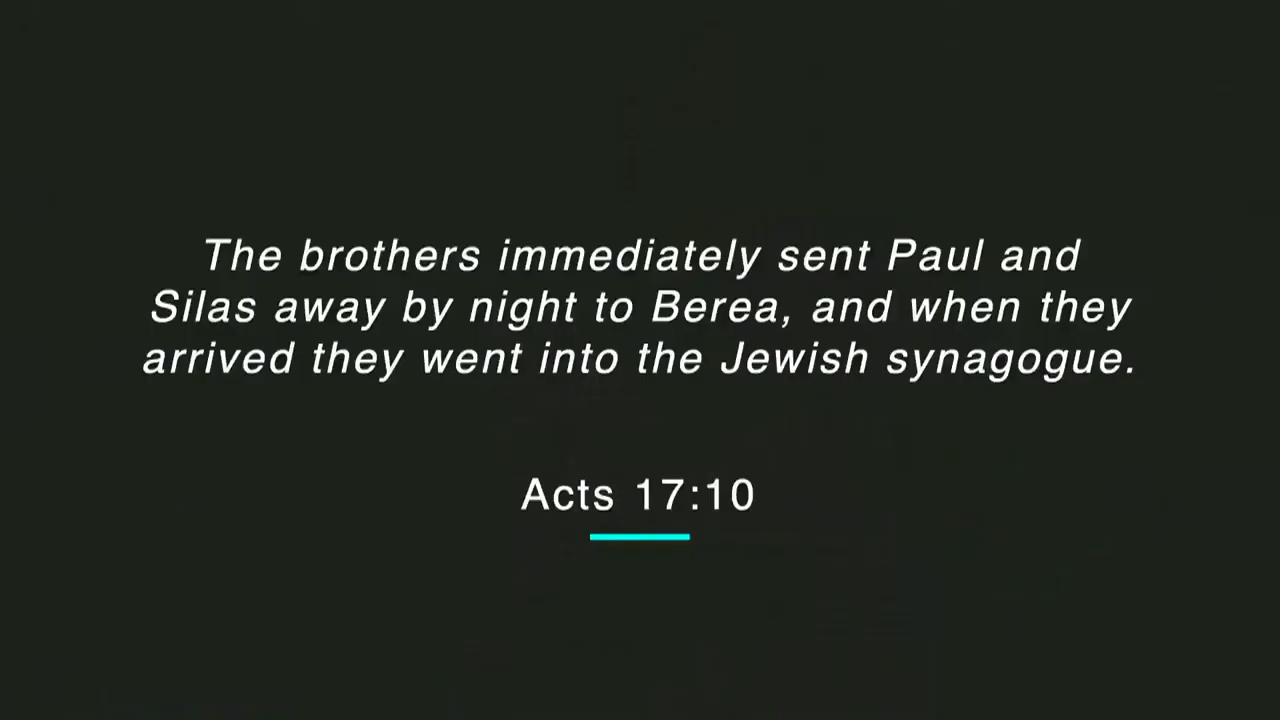 The brothers immediately sent Paul and
Silas away by night to Berea, and when they
arrived they went into the Jewish synagogue.
Acts 17:10